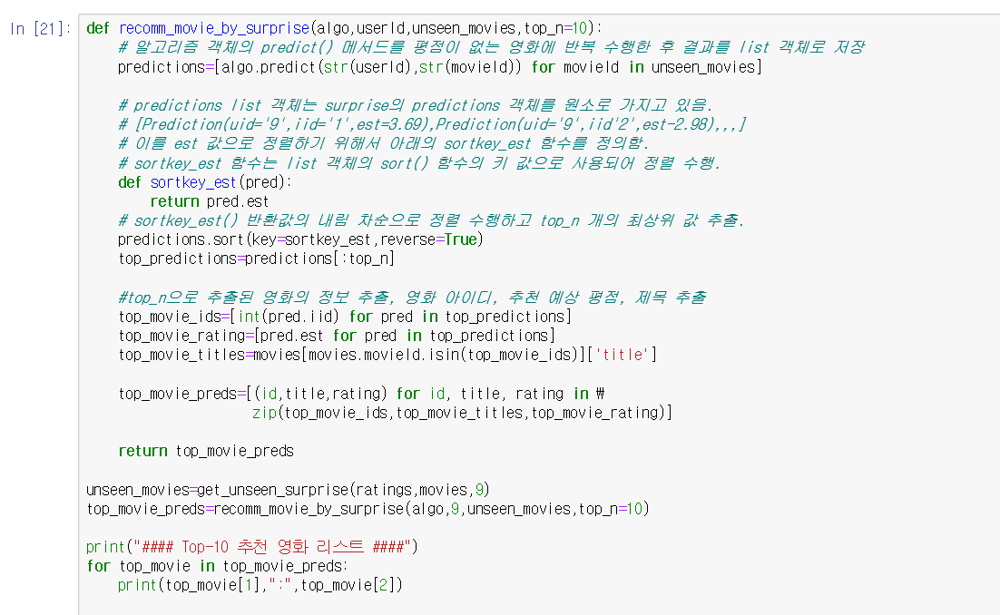 In [21]:
def recomm_movie_by_surprise(algo,userId,unseen_movies,top_n=10):
    # 알고리즘 객체의 predict() 메서드를 평점이 없는 영화에 반복 수행한 후 결과를 list 객체로 저장
    predictions=[algo.predict(str(userId),str(movieId)) for movieId in unseen_movies]
    # predictions list 객체는 surprise의 predictions 객체를 원소로 가지고 있음.
    # [Prediction(uid='9',iid='1',est=3.69),Prediction(uid='9',iid'2',est-2.98),,,]
    # 이를 est 값으로 정렬하기 위해서 아래의 sortkey_est 함수를 정의함.
    # sortkey_est 함수는 list 객체의 sort() 함수의 키 값으로 사용되어 정렬 수행.
    def sortkey_est(pred):
        return pred.est
    # sortkey_est() 반환값의 내림 차순으로 정렬 수행하고 top_n 개의 최상위 값 추출.
    predictions.sort(key=sortkey_est,reverse=True)
    top_predictions=predictions[:top_n]
    #top_n으로 추출된 영화의 정보 추출, 영화 아이디, 추천 예상 평점, 제목 추출
    top_movie_ids=[int(pred.iid) for pred in top_predictions]
    top_movie_rating=[pred.est for pred in top_predictions]
    top_movie_titles=movies[movies.movieId.isin(top_movie_ids)]['title']
    top_movie_preds=[(id,title,rating) for id, title, rating in ₩
                     zip(top_movie_ids,top_movie_titles,top_movie_rating)]
    return top_movie_preds
unseen_movies=get_unseen_surprise(ratings,movies,9)
top_movie_preds=recomm_movie_by_surprise(algo,9,unseen_movies,top_n=10)
print("#### Top-10 추천 영화 리스트 ####")
for top_movie in top_movie_preds:
    print(top_movie[1],":",top_movie[2])